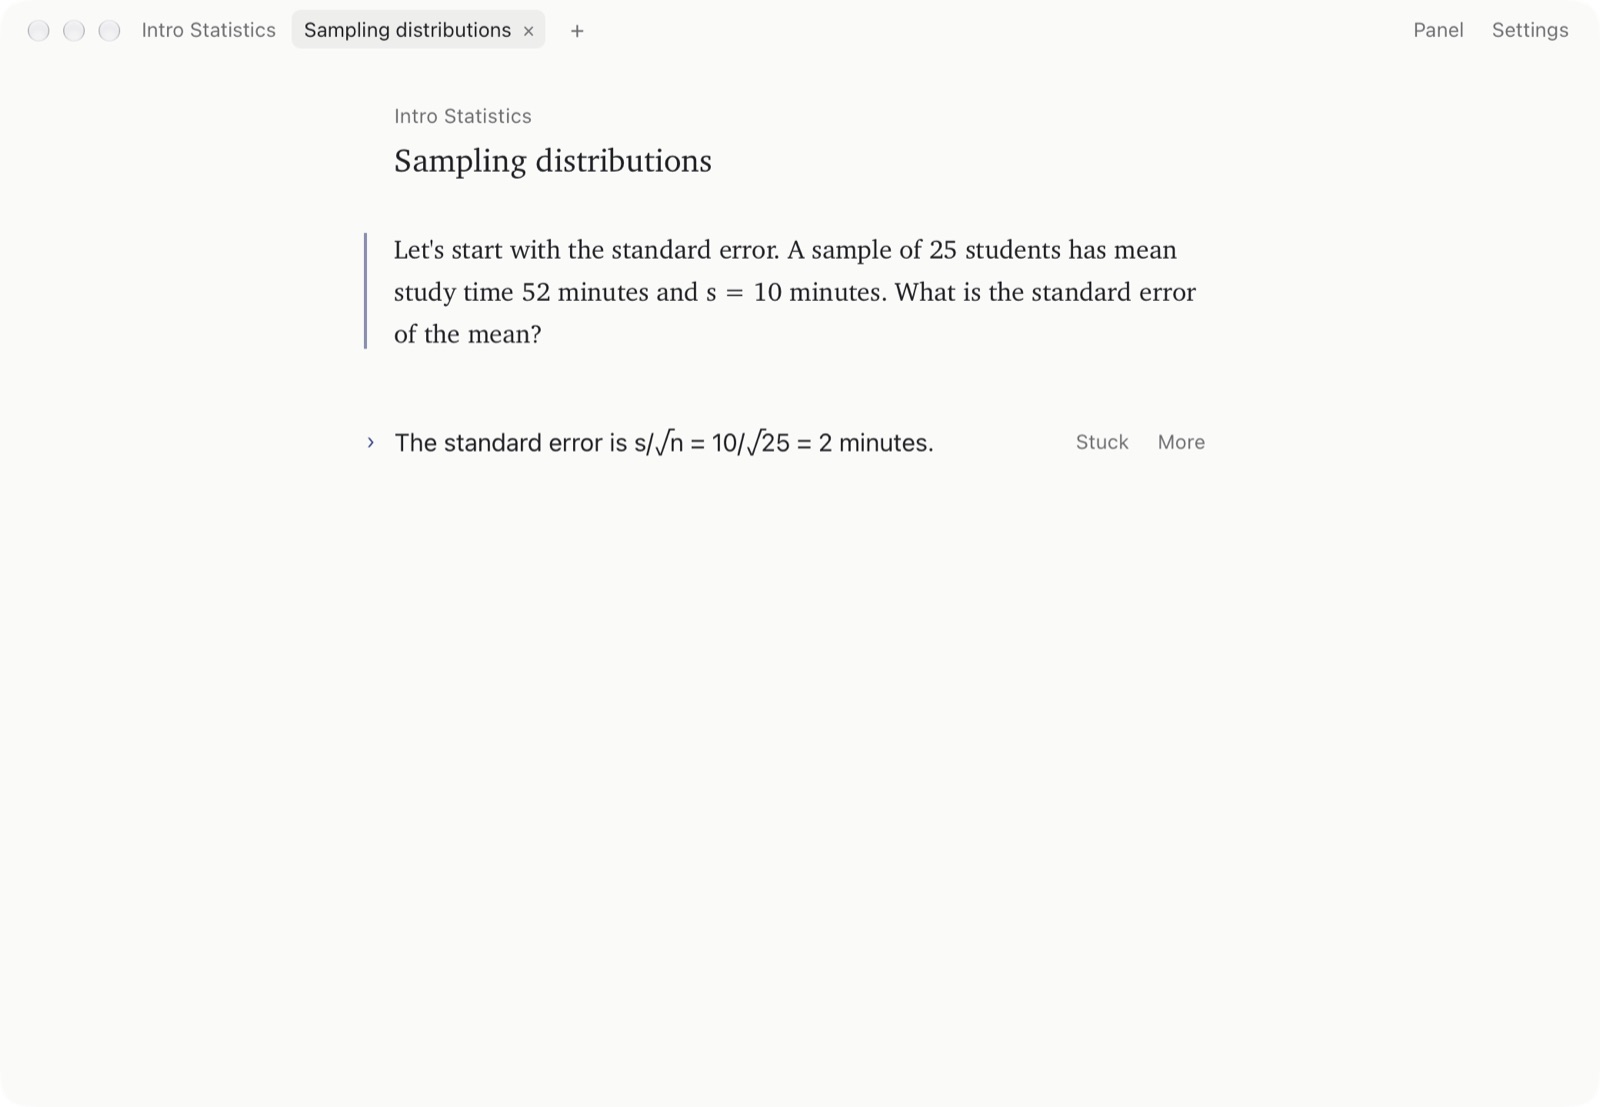 Intro Statistics
Sampling distributions ×
+
Panel
Settings
Intro Statistics
Sampling distributions
Let's start with the standard error. A sample of 25 students has mean
study time 52 minutes and s = 10 minutes. What is the standard error
of the mean?
› The standard error is s/√n = 10/√25 = 2 minutes.
Stuck
More